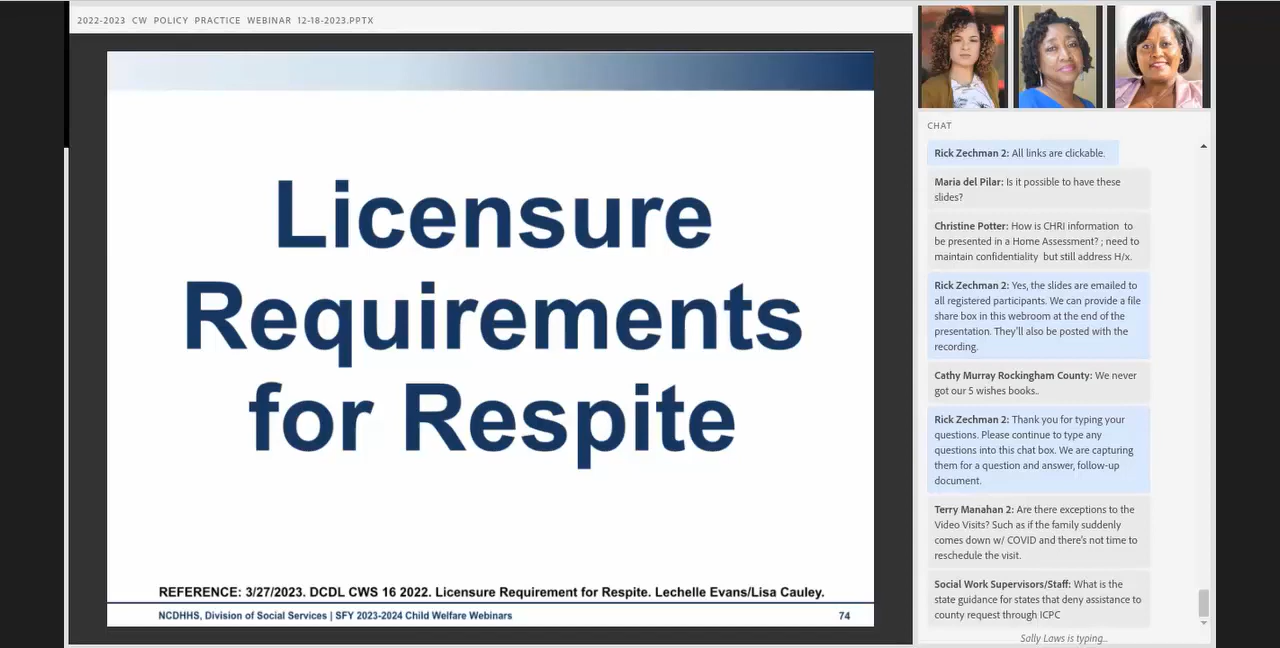 2022-2023 CW POLICY PRACTICE WEBINAR 12-18-2023.PPTX
Licensure
Requirements
for Respite
REFERENCE: 3/27/2023. DCDL CWS 16 2022. Licensure Requirement for Respite. Lechelle Evans/Lisa Cauley.
NCDHHS, Division of Social Services | SFY 2023-2024 Child Welfare Webinars
74
CHAT
Rick Zechman 2: All links are clickable.
Maria del Pilar: Is it possible to have these
slides?
Christine Potter: How is CHRI information to
be presented in a Home Assessment? ; need to
maintain confidentiality but still address H/x.
Rick Zechman 2: Yes, the slides are emailed to
all registered participants. We can provide a file
share box in this webroom at the end of the
presentation. They'll also be posted with the
recording.
Cathy Murray Rockingham County: We never
got our 5 wishes books..
Rick Zechman 2: Thank you for typing your
questions. Please continue to type any
questions into this chat box. We are capturing
them for a question and answer, follow-up
document.
Terry Manahan 2: Are there exceptions to the
Video Visits? Such as if the family suddenly
comes down w/ COVID and there's not time to
reschedule the visit.
Social Work Supervisors/Staff: What is the
state guidance for states that deny assistance to
county request through ICPC
Sally Laws is typing...